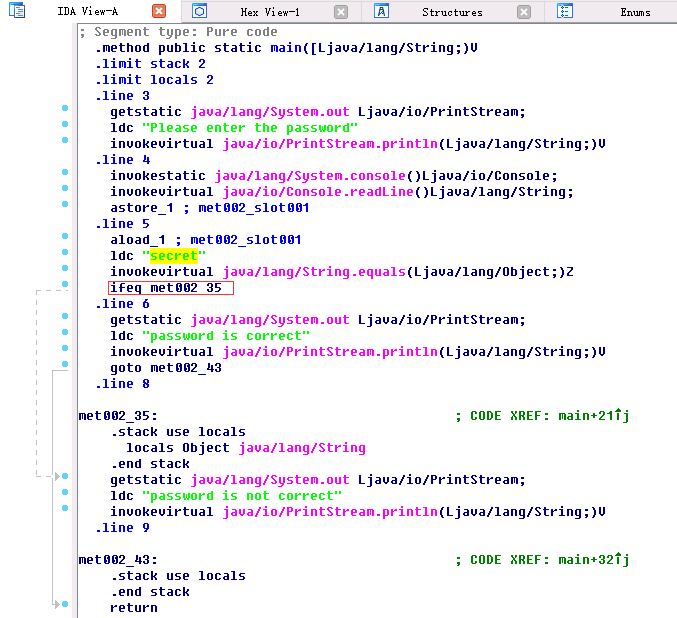 IDA View-A Hex View-1 Structures Enums
; Segment type: Pure code
.method public static main([Ljava/lang/String;)V
.limit stack 2
.limit locals 2
.line 3
getstatic java/lang/System.out Ljava/io/PrintStream;
ldc "Please enter the password"
invokevirtual java/io/PrintStream.println(Ljava/lang/String;)V
.line 4
invokestatic java/lang/System.console()Ljava/io/Console;
invokevirtual java/io/Console.readLine()Ljava/lang/String;
astore_1 ; met002_slot001
.line 5
aload_1 ; met002_slot001
ldc "secret"
invokevirtual java/lang/String.equals(Ljava/lang/Object;)Z
ifeq met002_35
.line 6
getstatic java/lang/System.out Ljava/io/PrintStream;
ldc "password is correct"
invokevirtual java/io/PrintStream.println(Ljava/lang/String;)V
goto met002_43
.line 8
met002_35: ; CODE XREF: main+21↑j
.stack use locals
locals Object java/lang/String
.end stack
getstatic java/lang/System.out Ljava/io/PrintStream;
ldc "password is not correct"
invokevirtual java/io/PrintStream.println(Ljava/lang/String;)V
.line 9
met002_43: ; CODE XREF: main+32↑j
.stack use locals
.end stack
return